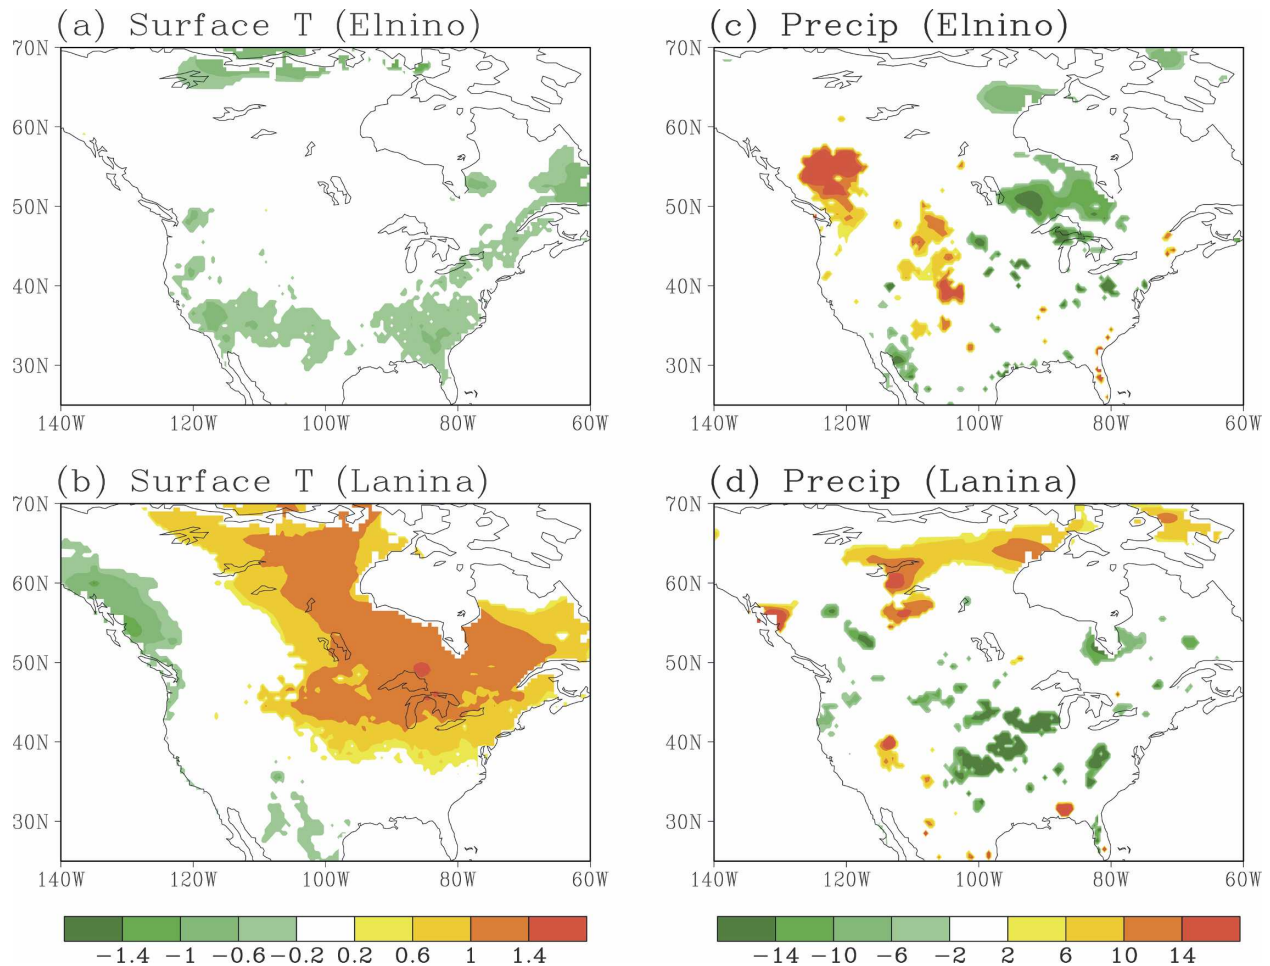 (a) Surface T (Elnino)
70N
60N
50N
40N
30N
140W 120W 100W 80W 60W
(c) Precip (Elnino)
70N
60N
50N
40N
30N
140W 120W 100W 80W 60W
(b) Surface T (Lanina)
70N
60N
50N
40N
30N
140W 120W 100W 80W 60W
(d) Precip (Lanina)
70N
60N
50N
40N
30N
140W 120W 100W 80W 60W
−1.4 −1 −0.6 −0.2 0.2 0.6 1 1.4
−14 −10 −6 −2 2 6 10 14